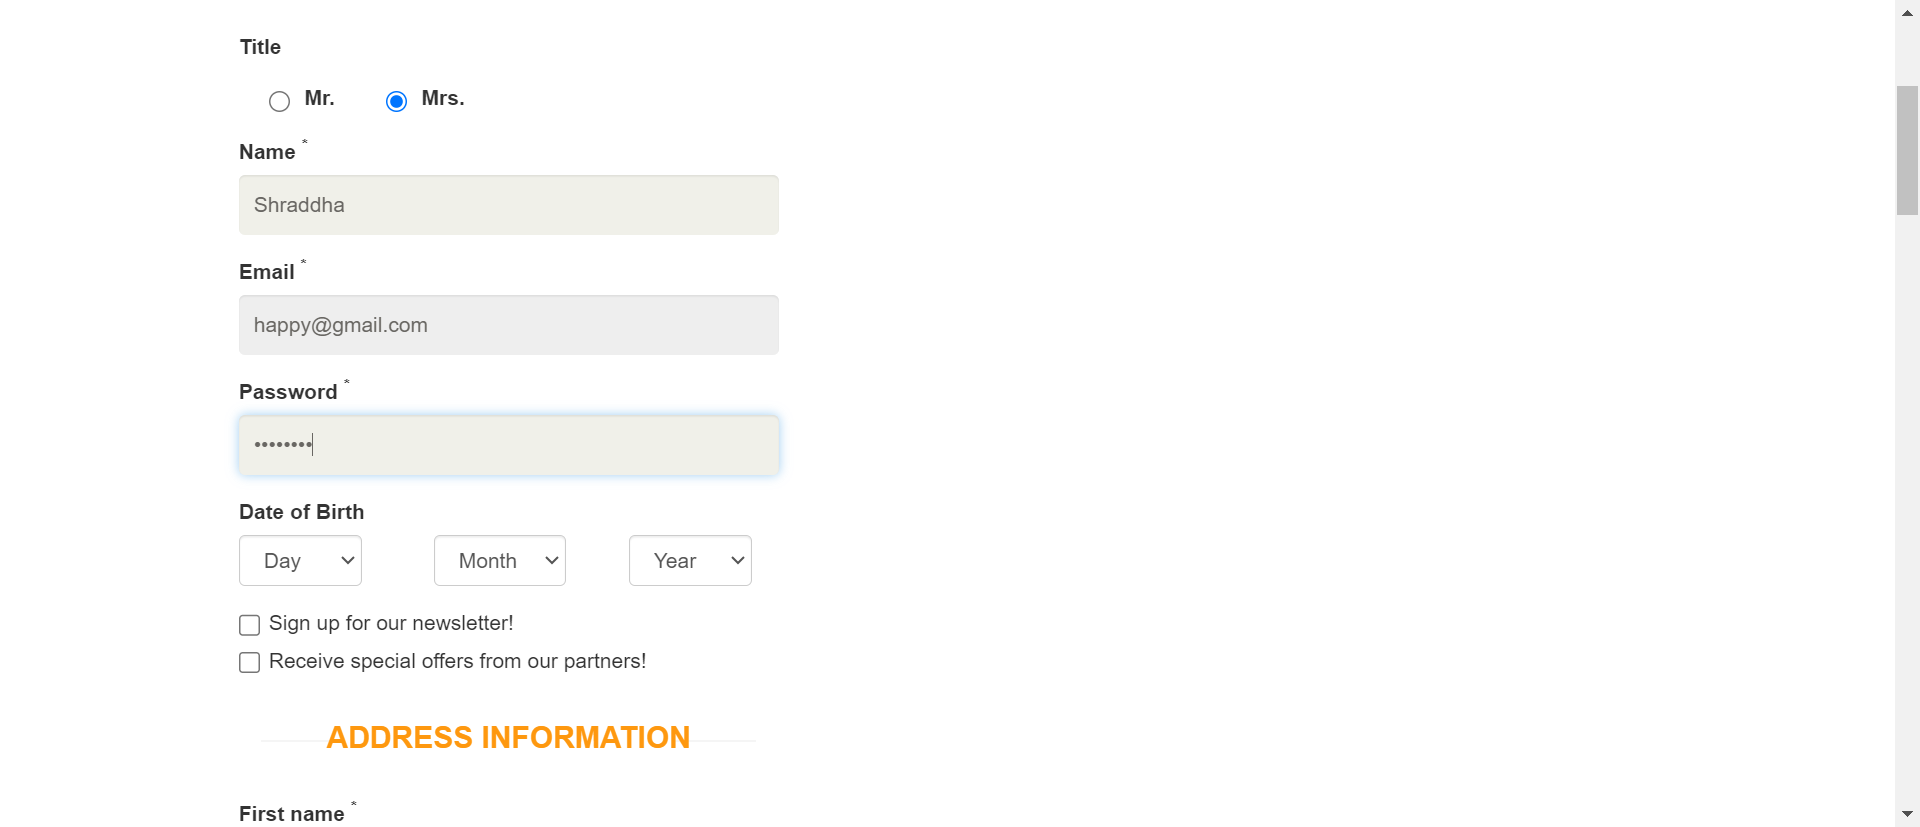 Title
Mr. Mrs.
Name *
Shraddha
Email *
happy@gmail.com
Password *
••••••••
Date of Birth
Day Month Year
Sign up for our newsletter!
Receive special offers from our partners!
ADDRESS INFORMATION
First name *